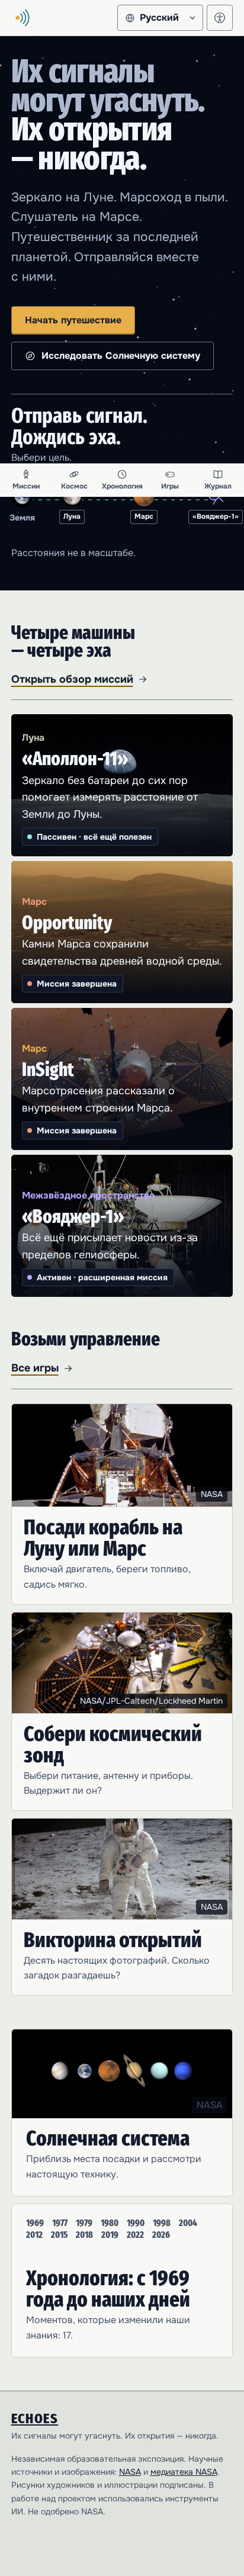 Русский
Их сигналы
могут угаснуть.
Их открытия
— никогда.
Зеркало на Луне. Марсоход в пыли.
Слушатель на Марсе.
Путешественник за последней
планетой. Отправляйся вместе
с ними.
Начать путешествие
Исследовать Солнечную систему
Отправь сигнал.
Дождись эха.
Выбери цель.
Миссии Космос Хронология Игры Журнал
Земля Луна Марс «Вояджер-1»
Расстояния не в масштабе.
Четыре машины
— четыре эха
Открыть обзор миссий →
Луна
«Аполлон-11»
Зеркало без батареи до сих пор
помогает измерять расстояние от
Земли до Луны.
Пассивен · всё ещё полезен
Марс
Opportunity
Камни Марса сохранили
свидетельства древней водной среды.
Миссия завершена
Марс
InSight
Марсотрясения рассказали о
внутреннем строении Марса.
Миссия завершена
Межзвёздное пространство
«Вояджер-1»
Всё ещё присылает новости из-за
пределов гелиосферы.
Активен · расширенная миссия
Возьми управление
Все игры →
NASA
Посади корабль на
Луну или Марс
Включай двигатель, береги топливо,
садись мягко.
NASA/JPL-Caltech/Lockheed Martin
Собери космический
зонд
Выбери питание, антенну и приборы.
Выдержит ли он?
NASA
Викторина открытий
Десять настоящих фотографий. Сколько
загадок разгадаешь?
NASA
Солнечная система
Приблизь места посадки и рассмотри
настоящую технику.
1969 1977 1979 1980 1990 1998 2004
2012 2015 2018 2019 2022 2026
Хронология: с 1969
года до наших дней
Моментов, которые изменили наши
знания: 17.
ECHOES
Их сигналы могут угаснуть. Их открытия — никогда.
Независимая образовательная экспозиция. Научные
источники и изображения: NASA и медиатека NASA.
Рисунки художников и иллюстрации подписаны. В
работе над проектом использовались инструменты
ИИ. Не одобрено NASA.